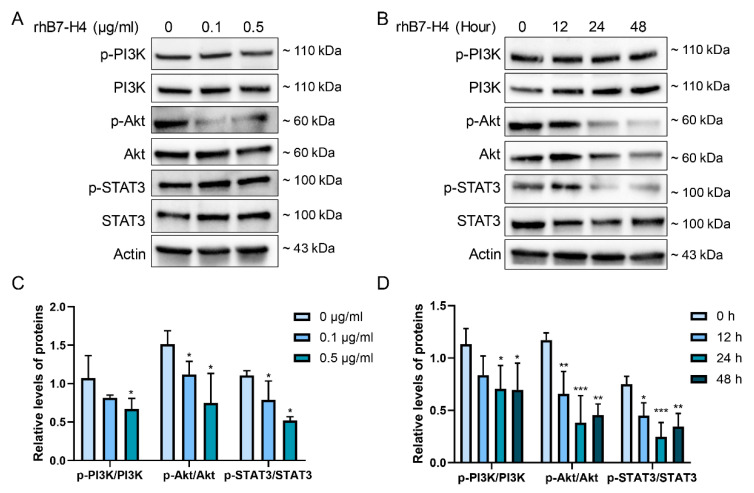 A
rhB7-H4 (µg/ml) 0 0.1 0.5
p-PI3K ~ 110 kDa
PI3K ~ 110 kDa
p-Akt ~ 60 kDa
Akt ~ 60 kDa
p-STAT3 ~ 100 kDa
STAT3 ~ 100 kDa
Actin ~ 43 kDa
B
rhB7-H4 (Hour) 0 12 24 48
p-PI3K ~ 110 kDa
PI3K ~ 110 kDa
p-Akt ~ 60 kDa
Akt ~ 60 kDa
p-STAT3 ~ 100 kDa
STAT3 ~ 100 kDa
Actin ~ 43 kDa
C
Relative levels of proteins
2.0
1.5
1.0
0.5
0.0
* * * * *
0 µg/ml
0.1 µg/ml
0.5 µg/ml
p-PI3K/PI3K p-Akt/Akt p-STAT3/STAT3
D
Relative levels of proteins
1.5
1.0
0.5
0.0
* * ** *** ** * *** **
0 h
12 h
24 h
48 h
p-PI3K/PI3K p-Akt/Akt p-STAT3/STAT3